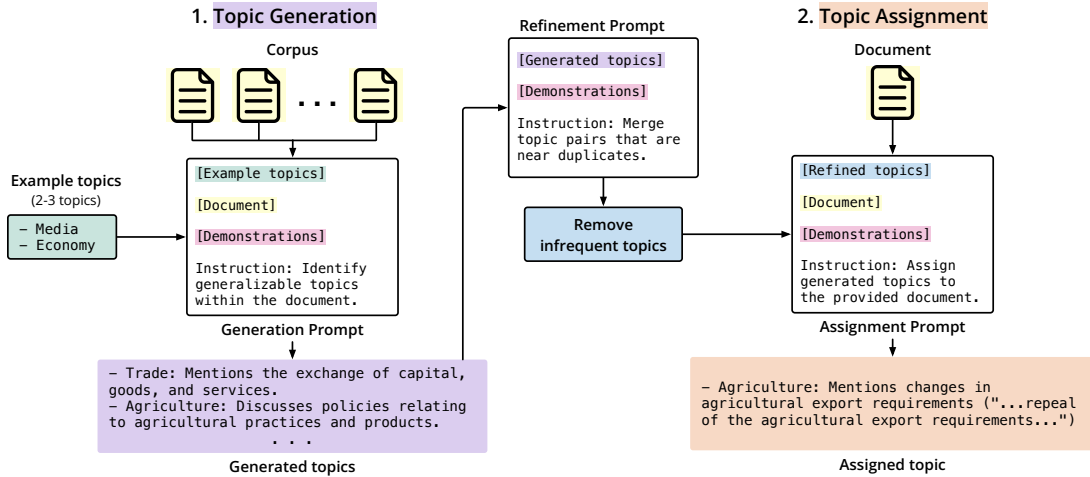 1. Topic Generation
Corpus
. . .
Example topics
(2-3 topics)
– Media
– Economy
[Example topics]
[Document]
[Demonstrations]
Instruction: Identify
generalizable topics
within the document.
Generation Prompt
– Trade: Mentions the exchange of capital,
goods, and services.
– Agriculture: Discusses policies relating
to agricultural practices and products.
. . .
Generated topics
Refinement Prompt
[Generated topics]
[Demonstrations]
Instruction: Merge
topic pairs that are
near duplicates.
Remove
infrequent topics
2. Topic Assignment
Document
[Refined topics]
[Document]
[Demonstrations]
Instruction: Assign
generated topics to
the provided document.
Assignment Prompt
– Agriculture: Mentions changes in
agricultural export requirements ("...repeal
of the agricultural export requirements...")
Assigned topic